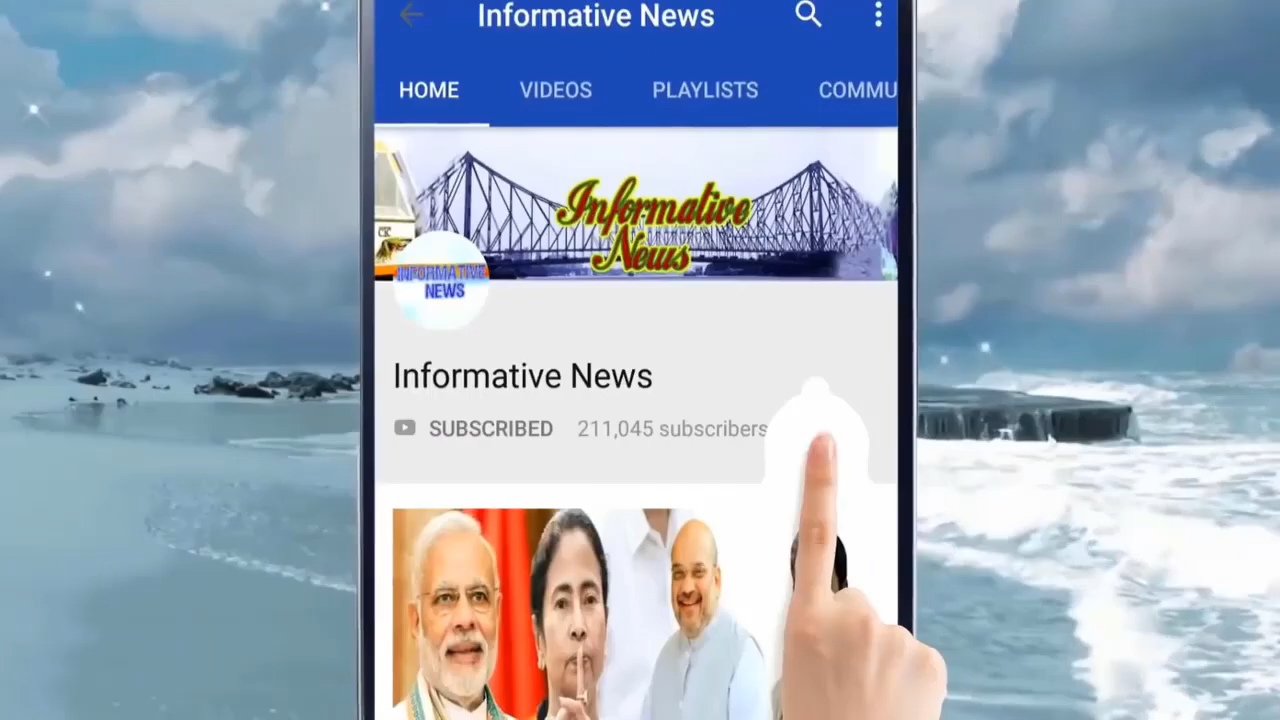 Informative News
HOME VIDEOS PLAYLISTS COMMU
Informative
News
INFORMATIVE
NEWS
Informative News
SUBSCRIBED 211,045 subscribers